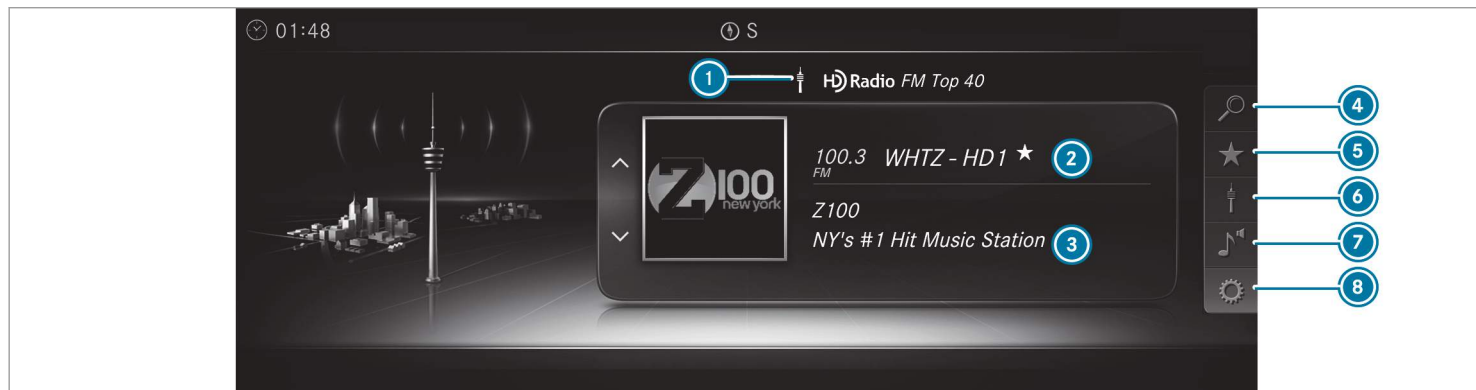 01:48
S
1
HD Radio FM Top 40
4
Z100
new york
100.3 WHTZ - HD1 ★ 2
FM
5
Z100
6
NY's #1 Hit Music Station 3
7
8